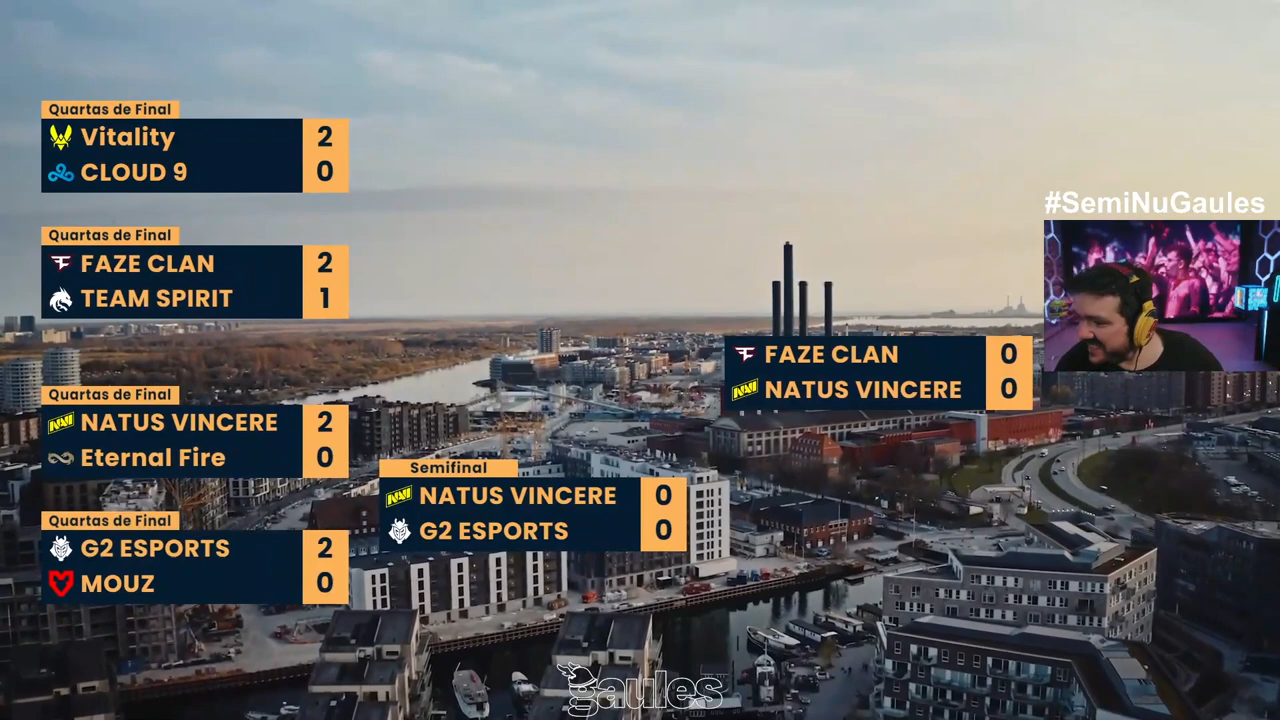 Quartas de Final
Vitality 2
CLOUD 9 0
Quartas de Final
FAZE CLAN 2
TEAM SPIRIT 1
Quartas de Final
NATUS VINCERE 2
Eternal Fire 0
Quartas de Final
G2 ESPORTS 2
MOUZ 0
Semifinal
NATUS VINCERE 0
G2 ESPORTS 0
FAZE CLAN 0
NATUS VINCERE 0
#SemiNuGaules
gaules